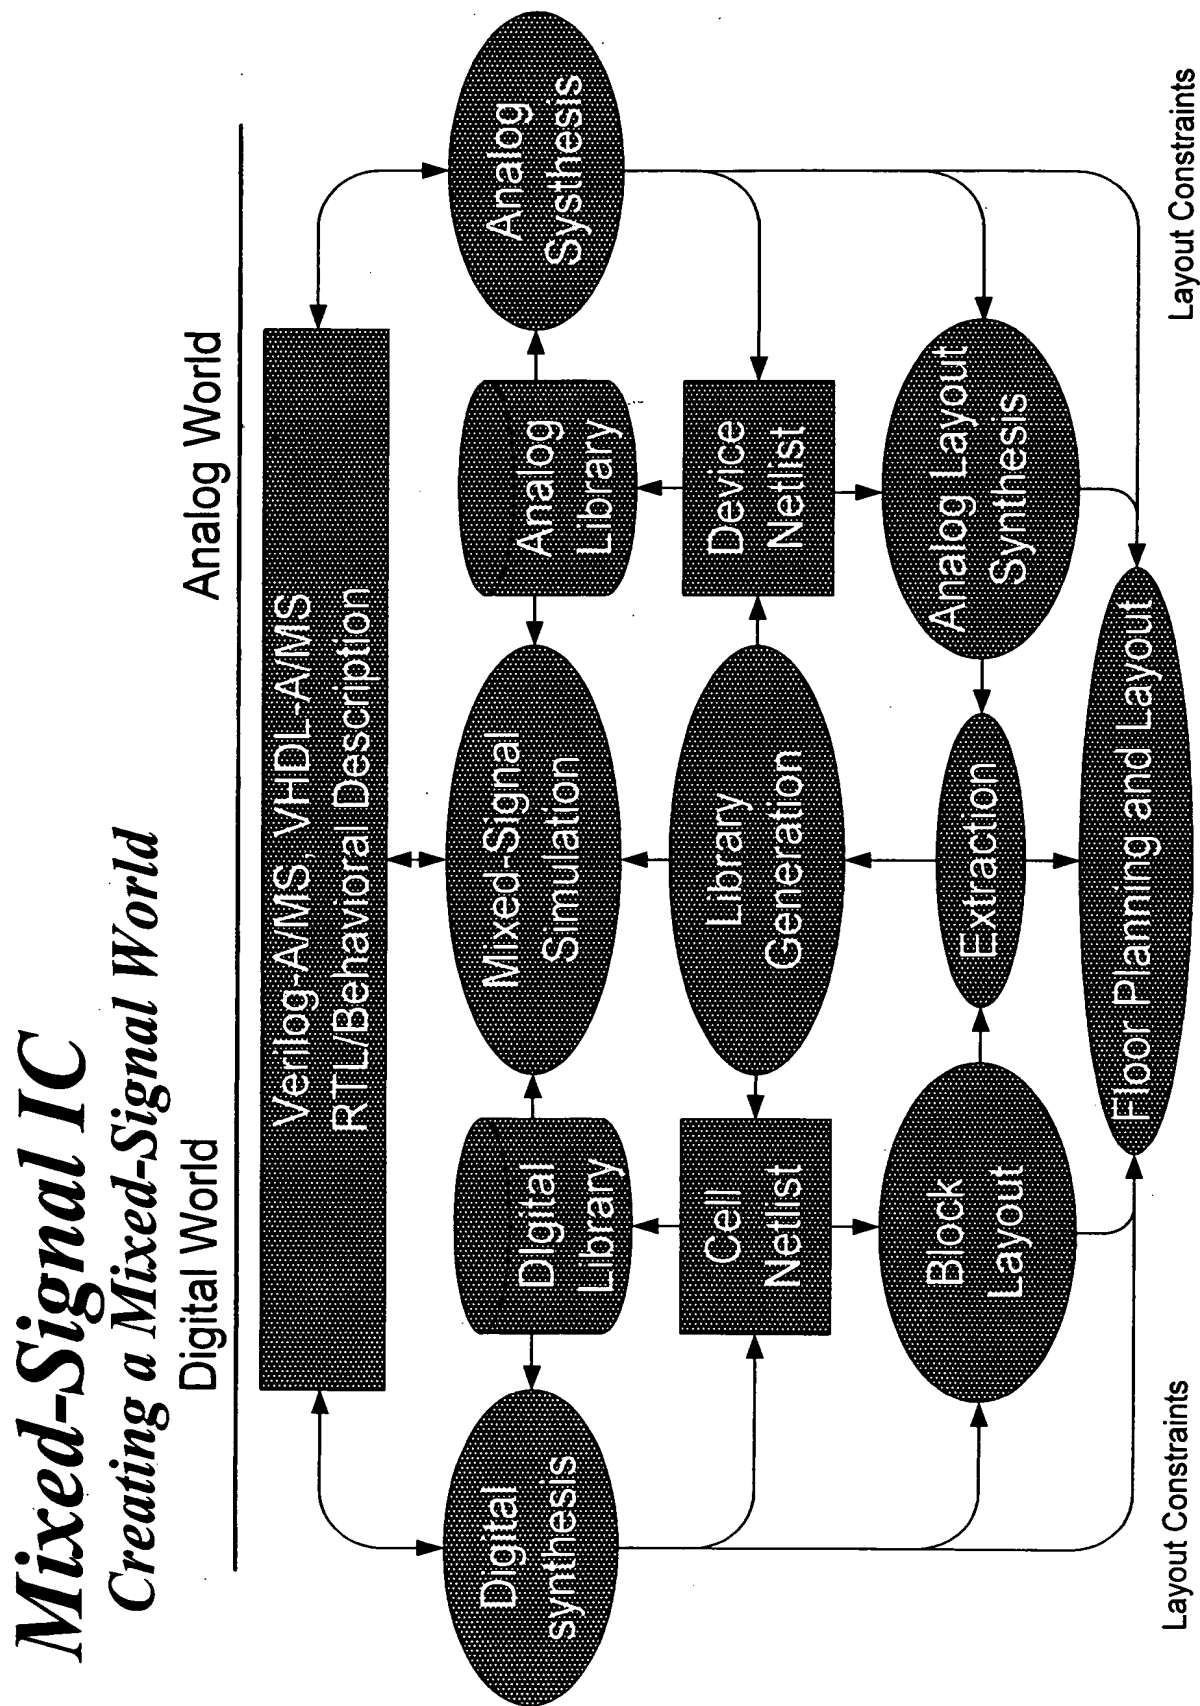 Mixed-Signal IC
Creating a Mixed-Signal World
Digital World
Analog World
Verilog-A/MS, VHDL-A/MS
RTL/Behavioral Description
Digital
synthesis
DIgital
Library
Mixed-Signal
Simulation
Analog
Library
Analog
Systhesis
Cell
Netlist
Library
Generation
Device
Netlist
Block
Layout
Extraction
Analog Layout
Synthesis
Floor Planning and Layout
Layout Constraints
Layout Constraints